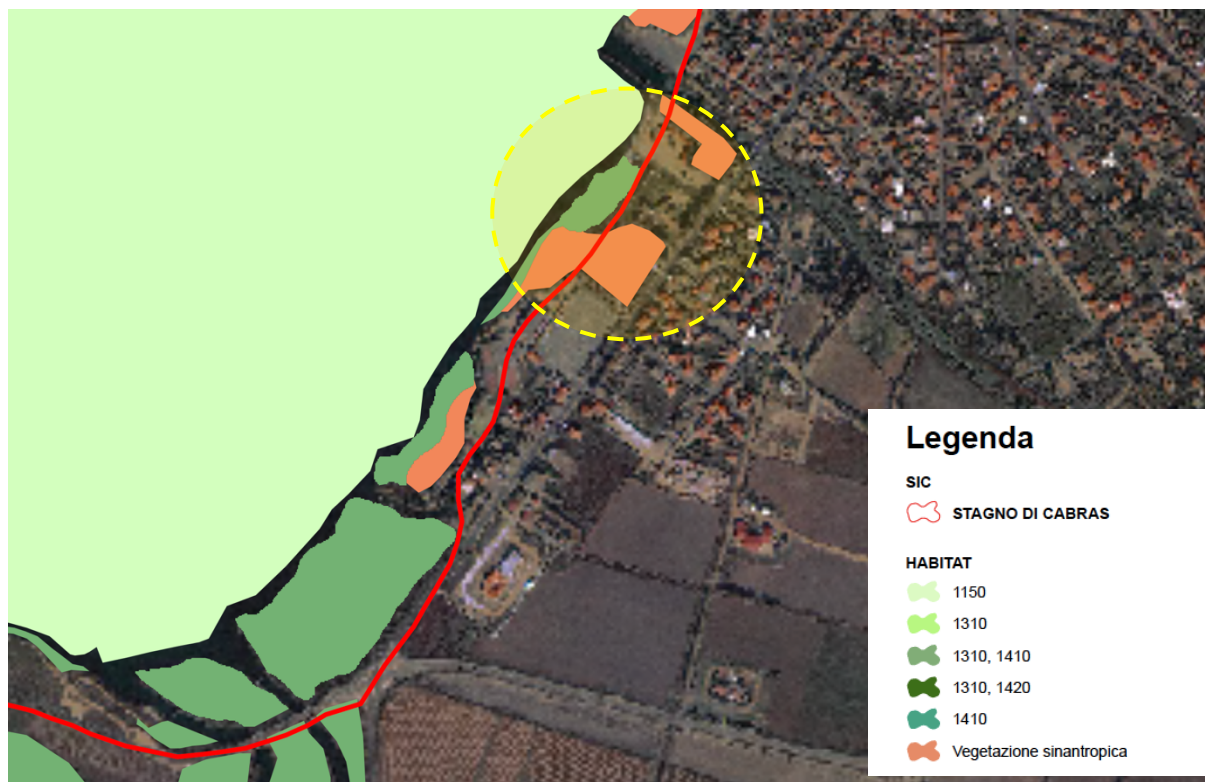 Legenda
SIC
STAGNO DI CABRAS
HABITAT
1150
1310
1310, 1410
1310, 1420
1410
Vegetazione sinantropica